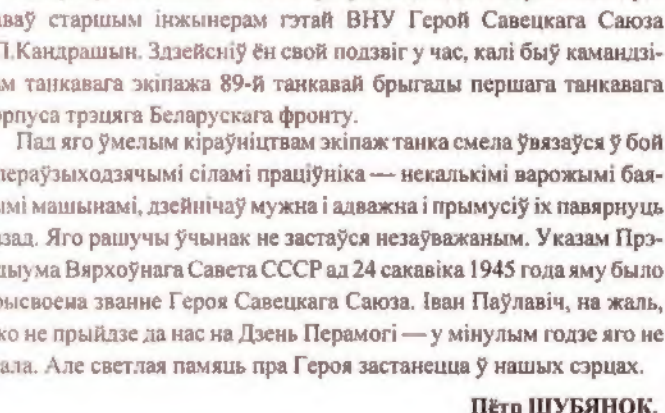 ваў старшым інжынерам гэтай ВНУ Герой Савецкага Саюза
П.Кандрашын. Здзейсніў ён свой подзвіг у час, калі быў камандзі-
м танкавага экіпажа 89-й танкавай брыгады першага танкавага
орпуса трэцяга Беларускага фронту.
Пад яго ўмелым кіраўніцтвам экіпаж танка смела ўвязаўся ў бой
пераўзыходзячымі сіламі праціўніка — некалькімі варожымі бая-
ымі машынамі, дзейнічаў мужна і адважна і прымусіў іх павярнуць
азад. Яго рашучы ўчынак не застаўся незаўважаным. Указам Прэ-
ыума Вярхоўнага Савета СССР ад 24 сакавіка 1945 года яму было
рысвоена званне Героя Савецкага Саюза. Іван Паўлавіч, на жаль,
ко не прыйдзе да нас на Дзень Перамогі — у мінулым годзе яго не
ала. Але светлая памяць пра Героя застанецца ў нашых сэрцах.
Пётр ШУБЯНОК.